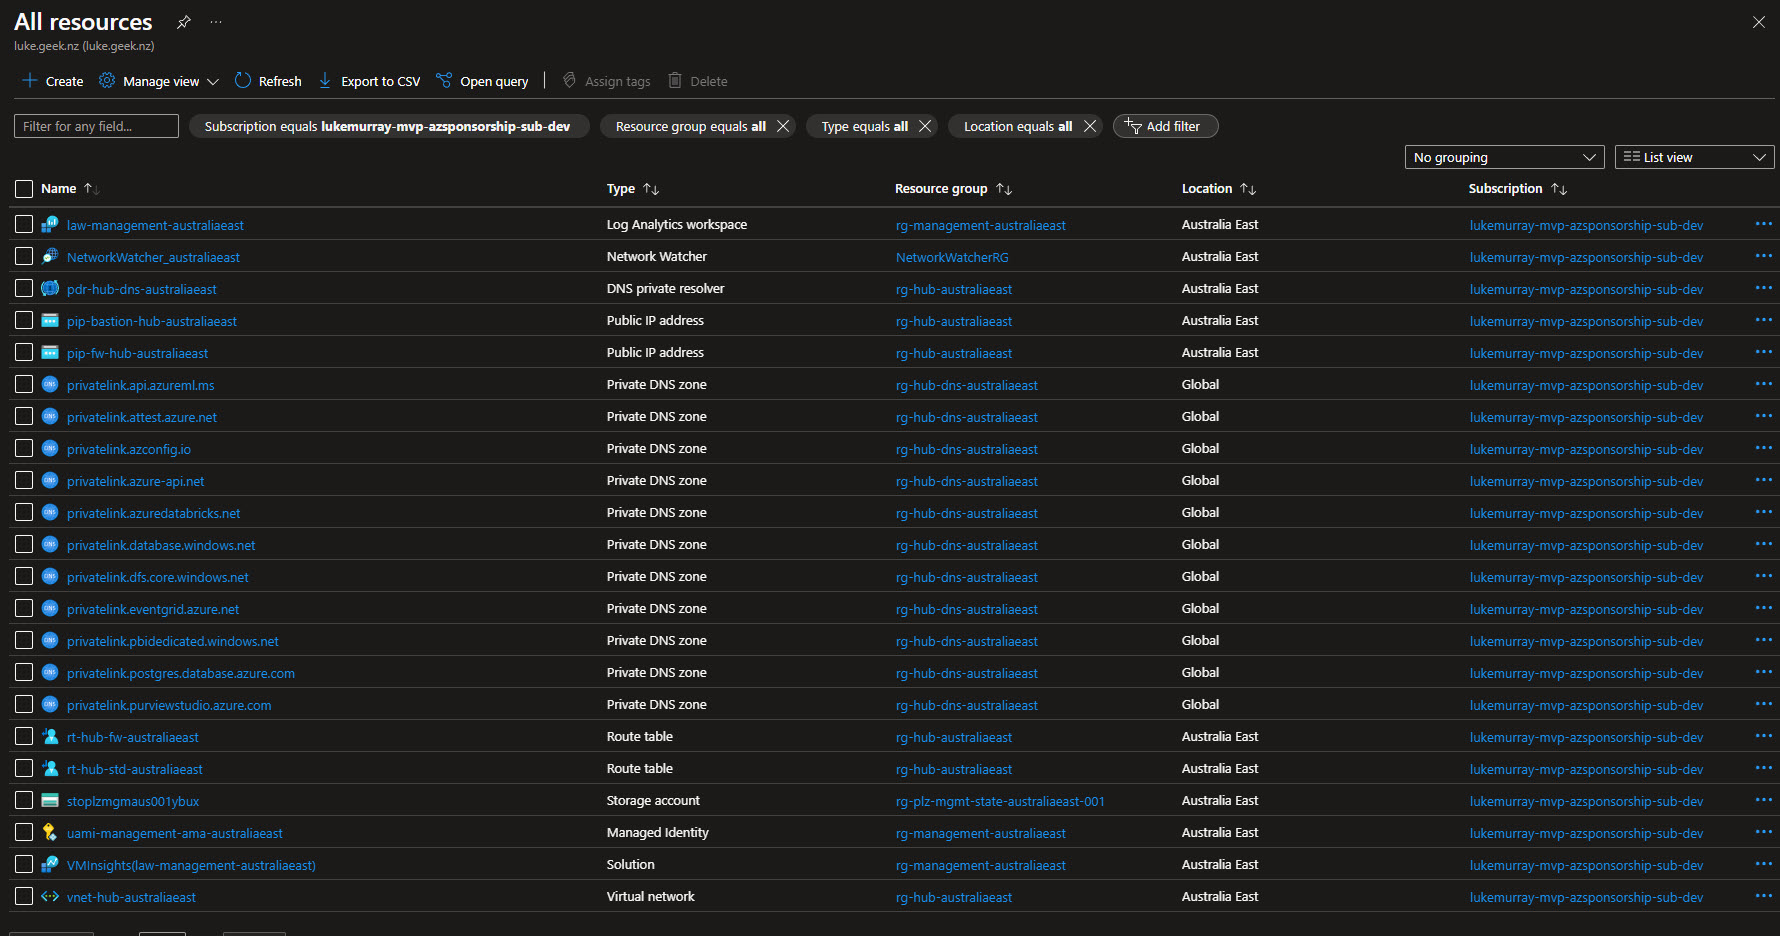 All resources
luke.geek.nz (luke.geek.nz)
Create Manage view Refresh Export to CSV Open query Assign tags Delete
Filter for any field... Subscription equals lukemurray-mvp-azsponsorship-sub-dev Resource group equals all Type equals all Location equals all Add filter
No grouping List view
Name Type Resource group Location Subscription
law-management-australiaeast Log Analytics workspace rg-management-australiaeast Australia East lukemurray-mvp-azsponsorship-sub-dev
NetworkWatcher_australiaeast Network Watcher NetworkWatcherRG Australia East lukemurray-mvp-azsponsorship-sub-dev
pdr-hub-dns-australiaeast DNS private resolver rg-hub-australiaeast Australia East lukemurray-mvp-azsponsorship-sub-dev
pip-bastion-hub-australiaeast Public IP address rg-hub-australiaeast Australia East lukemurray-mvp-azsponsorship-sub-dev
pip-fw-hub-australiaeast Public IP address rg-hub-australiaeast Australia East lukemurray-mvp-azsponsorship-sub-dev
privatelink.api.azureml.ms Private DNS zone rg-hub-dns-australiaeast Global lukemurray-mvp-azsponsorship-sub-dev
privatelink.attest.azure.net Private DNS zone rg-hub-dns-australiaeast Global lukemurray-mvp-azsponsorship-sub-dev
privatelink.azconfig.io Private DNS zone rg-hub-dns-australiaeast Global lukemurray-mvp-azsponsorship-sub-dev
privatelink.azure-api.net Private DNS zone rg-hub-dns-australiaeast Global lukemurray-mvp-azsponsorship-sub-dev
privatelink.azuredatabricks.net Private DNS zone rg-hub-dns-australiaeast Global lukemurray-mvp-azsponsorship-sub-dev
privatelink.database.windows.net Private DNS zone rg-hub-dns-australiaeast Global lukemurray-mvp-azsponsorship-sub-dev
privatelink.dfs.core.windows.net Private DNS zone rg-hub-dns-australiaeast Global lukemurray-mvp-azsponsorship-sub-dev
privatelink.eventgrid.azure.net Private DNS zone rg-hub-dns-australiaeast Global lukemurray-mvp-azsponsorship-sub-dev
privatelink.pbidedicated.windows.net Private DNS zone rg-hub-dns-australiaeast Global lukemurray-mvp-azsponsorship-sub-dev
privatelink.postgres.database.azure.com Private DNS zone rg-hub-dns-australiaeast Global lukemurray-mvp-azsponsorship-sub-dev
privatelink.purviewstudio.azure.com Private DNS zone rg-hub-dns-australiaeast Global lukemurray-mvp-azsponsorship-sub-dev
rt-hub-fw-australiaeast Route table rg-hub-australiaeast Australia East lukemurray-mvp-azsponsorship-sub-dev
rt-hub-std-australiaeast Route table rg-hub-australiaeast Australia East lukemurray-mvp-azsponsorship-sub-dev
stoplzmgmaus001ybux Storage account rg-plz-mgmt-state-australiaeast-001 Australia East lukemurray-mvp-azsponsorship-sub-dev
uami-management-ama-australiaeast Managed Identity rg-management-australiaeast Australia East lukemurray-mvp-azsponsorship-sub-dev
VMInsights(law-management-australiaeast) Solution rg-management-australiaeast Australia East lukemurray-mvp-azsponsorship-sub-dev
vnet-hub-australiaeast Virtual network rg-hub-australiaeast Australia East lukemurray-mvp-azsponsorship-sub-dev